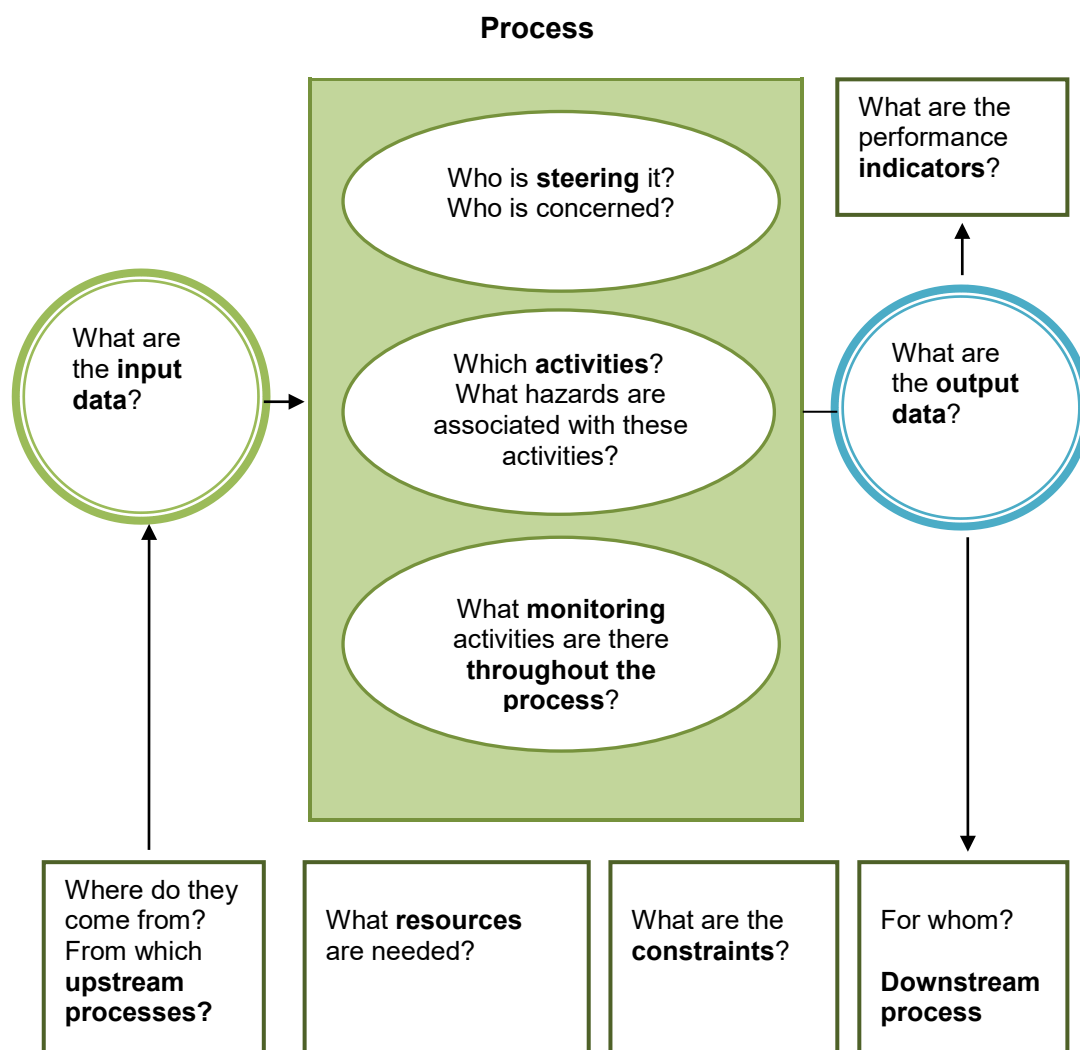 Process
What are the
performance
indicators?
Who is steering it?
Who is concerned?
What are
the input
data?
Which activities?
What hazards are
associated with these
activities?
What are
the output
data?
What monitoring
activities are there
throughout the
process?
Where do they
come from?
From which
upstream
processes?
What resources
are needed?
What are the
constraints?
For whom?
Downstream
process